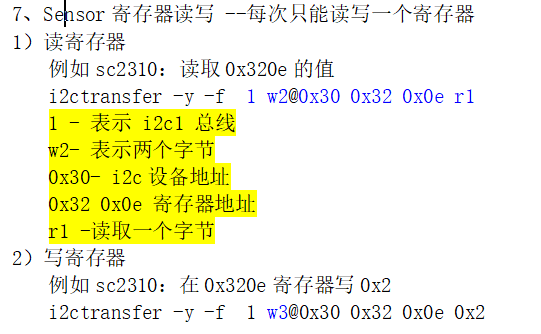 7、Sensor 寄存器读写 --每次只能读写一个寄存器
1）读寄存器
例如 sc2310：读取 0x320e 的值
i2ctransfer -y -f  1 w2@0x30 0x32 0x0e r1
1 - 表示 i2c1 总线
w2- 表示两个字节
0x30- i2c 设备地址
0x32 0x0e 寄存器地址
r1 -读取一个字节
2）写寄存器
例如 sc2310：在 0x320e 寄存器写 0x2
i2ctransfer -y -f  1 w3@0x30 0x32 0x0e 0x2